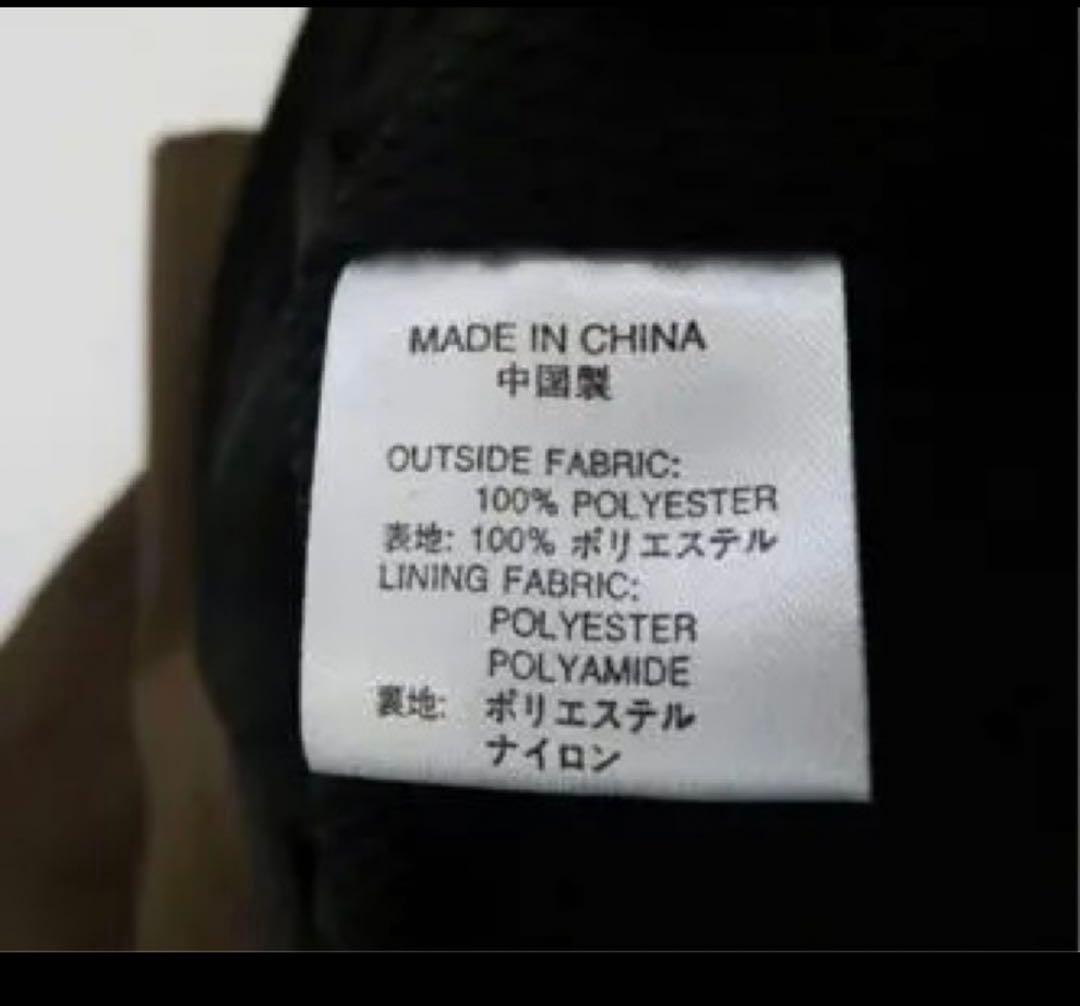 MADE IN CHINA
中国製
OUTSIDE FABRIC:
100% POLYESTER
表地: 100% ポリエステル
LINING FABRIC:
POLYESTER
POLYAMIDE
裏地: ポリエステル
ナイロン